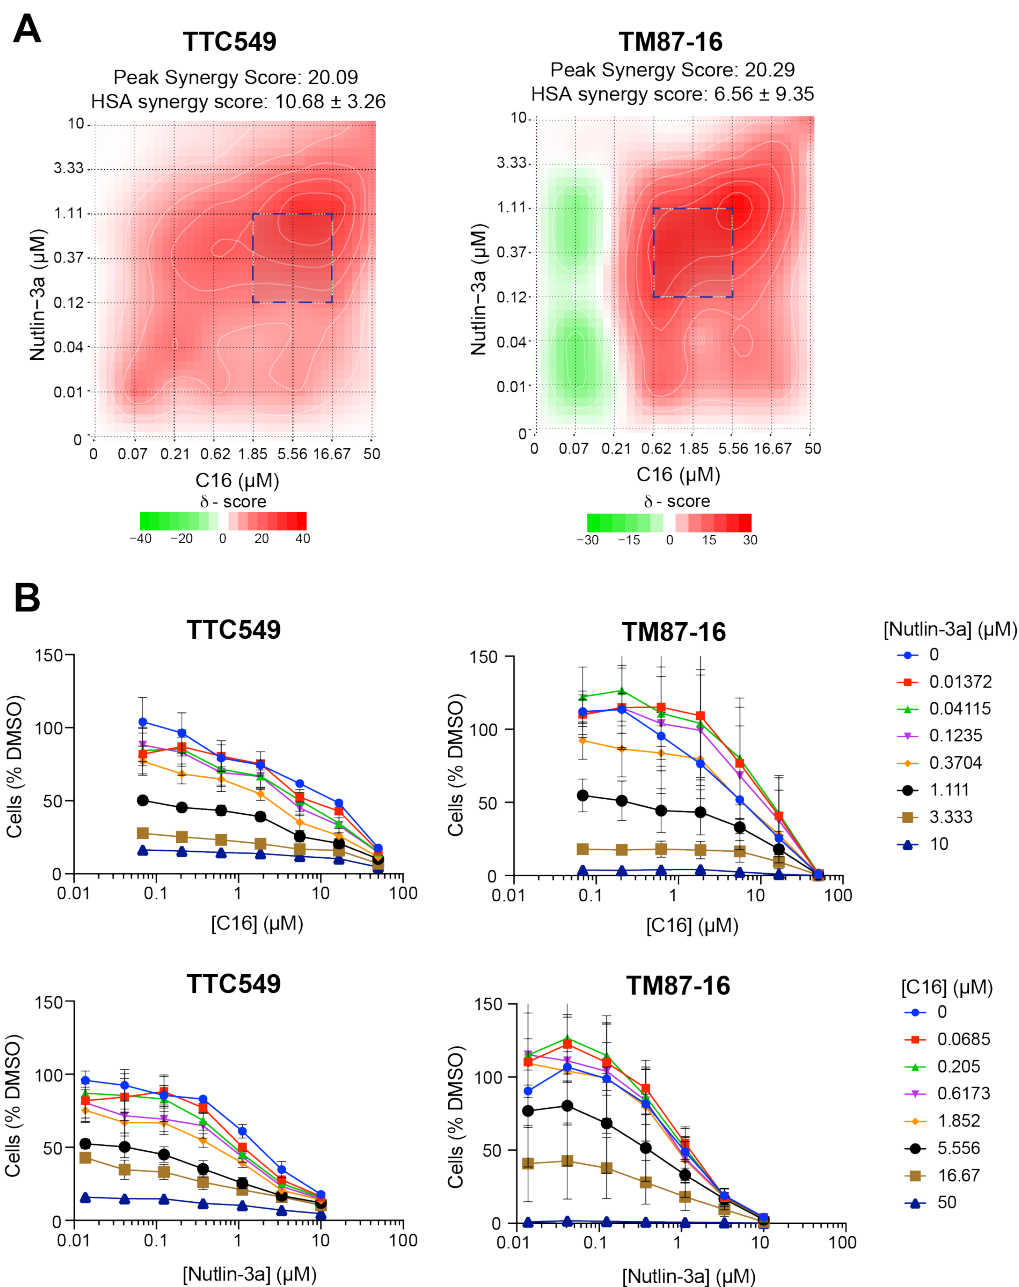 A
TTC549
Peak Synergy Score: 20.09
HSA synergy score: 10.68 ± 3.26
10
3.33
1.11
0.37
0.12
0.04
0.01
0
Nutlin−3a (µM)
0 0.07 0.21 0.62 1.85 5.56 16.67 50
C16 (µM)
δ - score
−40 −20 0 20 40
TM87-16
Peak Synergy Score: 20.29
HSA synergy score: 6.56 ± 9.35
10
3.33
1.11
0.37
0.12
0.04
0.01
0
Nutlin−3a (µM)
0 0.07 0.21 0.62 1.85 5.56 16.67 50
C16 (µM)
δ - score
−30 −15 0 15 30
B
TTC549
150
100
50
0
Cells (% DMSO)
0.01 0.1 1 10 100
[C16] (µM)
TM87-16
150
100
50
0
Cells (% DMSO)
0.01 0.1 1 10 100
[C16] (µM)
[Nutlin-3a] (µM)
0
0.01372
0.04115
0.1235
0.3704
1.111
3.333
10
TTC549
150
100
50
0
Cells (% DMSO)
0.01 0.1 1 10 100
[Nutlin-3a] (µM)
TM87-16
150
100
50
0
Cells (% DMSO)
0.01 0.1 1 10 100
[Nutlin-3a] (µM)
[C16] (µM)
0
0.0685
0.205
0.6173
1.852
5.556
16.67
50